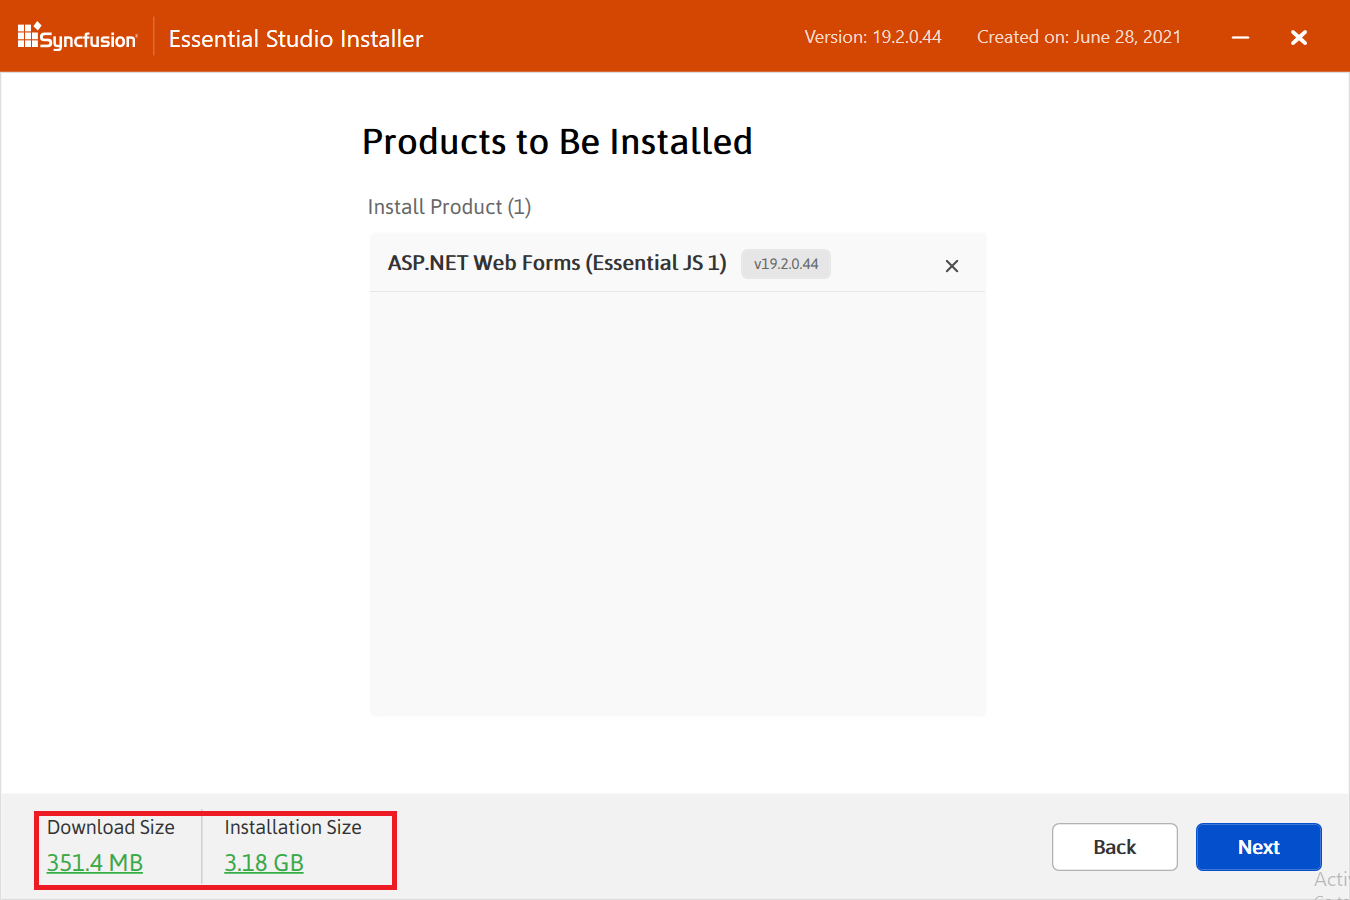 Syncfusion Essential Studio Installer Version: 19.2.0.44 Created on: June 28, 2021
Products to Be Installed
Install Product (1)
ASP.NET Web Forms (Essential JS 1) v19.2.0.44
Download Size Installation Size
351.4 MB 3.18 GB
Back Next